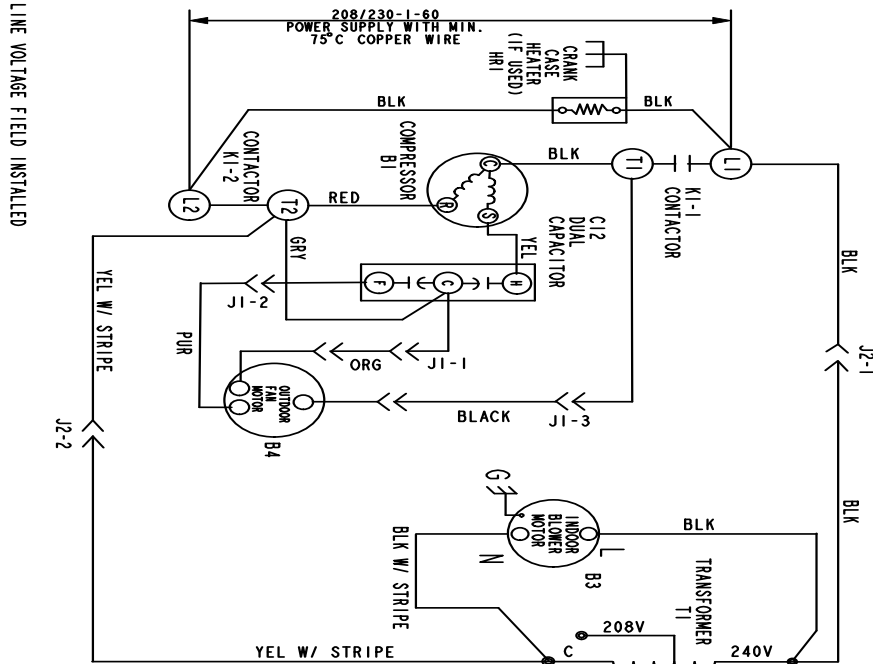 LINE VOLTAGE FIELD INSTALLED
208/230-1-60
POWER SUPPLY WITH MIN.
75°C COPPER WIRE
CRANK
CASE
HEATER
(IF USED)
HR1
BLK
BLK
CONTACTOR
K1-2
COMPRESSOR
B1
BLK
T1
L1
K1-1
CONTACTOR
L2
T2
RED
C
R
S
C12
DUAL
CAPACITOR
GRY
YEL
F
C
H
J1-2
BLK
YEL W/ STRIPE
PUR
ORG
J1-1
J2-1
OUTDOOR
FAN
MOTOR
B4
BLACK
J1-3
J2-2
G
INDOOR
BLOWER
MOTOR
L
N
B3
BLK
BLK
BLK W/ STRIPE
TRANSFORMER
T1
208V
240V
C
YEL W/ STRIPE